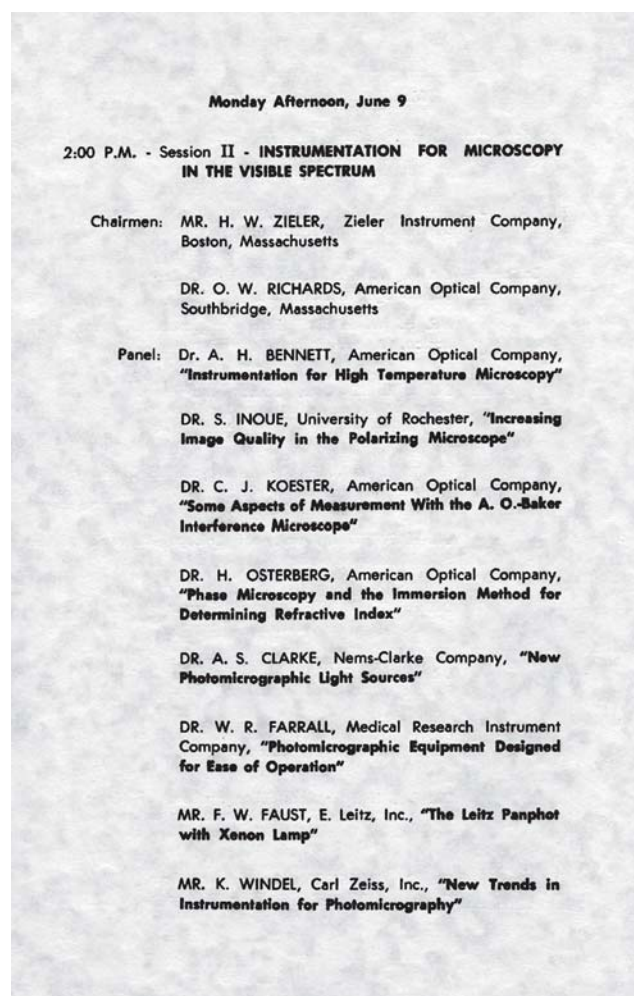 Monday Afternoon, June 9
2:00 P.M. - Session II - INSTRUMENTATION FOR MICROSCOPY
IN THE VISIBLE SPECTRUM
Chairmen: MR. H. W. ZIELER, Zieler Instrument Company,
Boston, Massachusetts
DR. O. W. RICHARDS, American Optical Company,
Southbridge, Massachusetts
Panel: Dr. A. H. BENNETT, American Optical Company,
"Instrumentation for High Temperature Microscopy"
DR. S. INOUE, University of Rochester, "Increasing
Image Quality in the Polarizing Microscope"
DR. C. J. KOESTER, American Optical Company,
"Some Aspects of Measurement With the A. O.-Baker
Interference Microscope"
DR. H. OSTERBERG, American Optical Company,
"Phase Microscopy and the Immersion Method for
Determining Refractive Index"
DR. A. S. CLARKE, Nems-Clarke Company, "New
Photomicrographic Light Sources"
DR. W. R. FARRALL, Medical Research Instrument
Company, "Photomicrographic Equipment Designed
for Ease of Operation"
MR. F. W. FAUST, E. Leitz, Inc., "The Leitz Panphot
with Xenon Lamp"
MR. K. WINDEL, Carl Zeiss, Inc., "New Trends in
Instrumentation for Photomicrography"